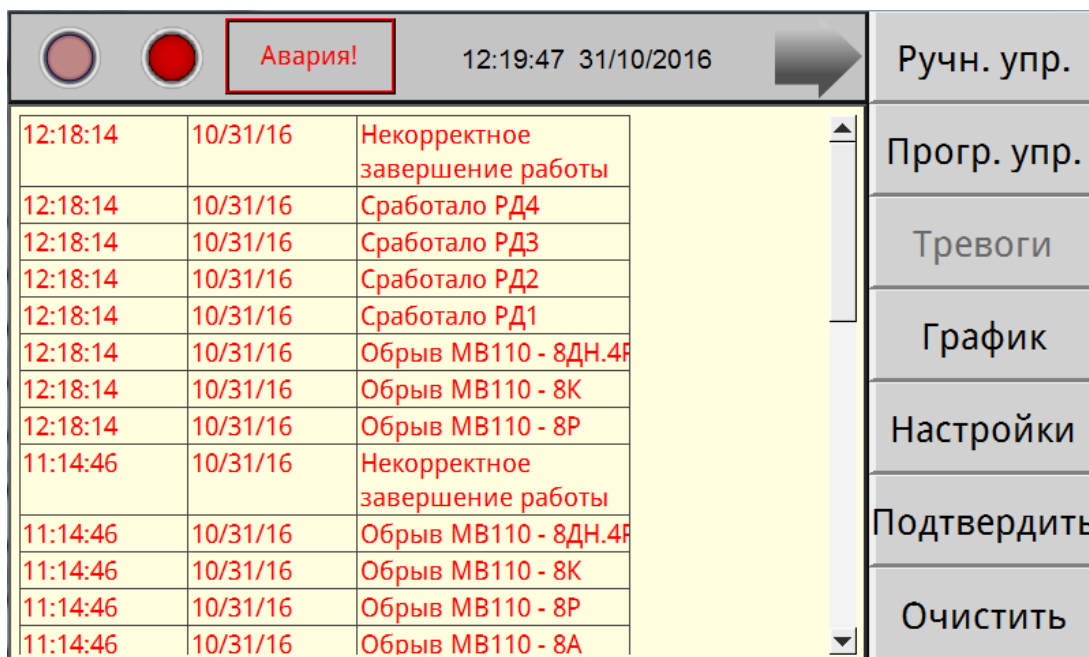 Авария!
12:19:47 31/10/2016
Ручн. упр.
Прогр. упр.
Тревоги
График
Настройки
Подтвердить
Очистить
12:18:14 10/31/16 Некорректное
завершение работы
12:18:14 10/31/16 Сработало РД4
12:18:14 10/31/16 Сработало РД3
12:18:14 10/31/16 Сработало РД2
12:18:14 10/31/16 Сработало РД1
12:18:14 10/31/16 Обрыв МВ110 - 8ДН.4Р
12:18:14 10/31/16 Обрыв МВ110 - 8К
12:18:14 10/31/16 Обрыв МВ110 - 8Р
11:14:46 10/31/16 Некорректное
завершение работы
11:14:46 10/31/16 Обрыв МВ110 - 8ДН.4Р
11:14:46 10/31/16 Обрыв МВ110 - 8К
11:14:46 10/31/16 Обрыв МВ110 - 8Р
11:14:46 10/31/16 Обрыв МВ110 - 8А